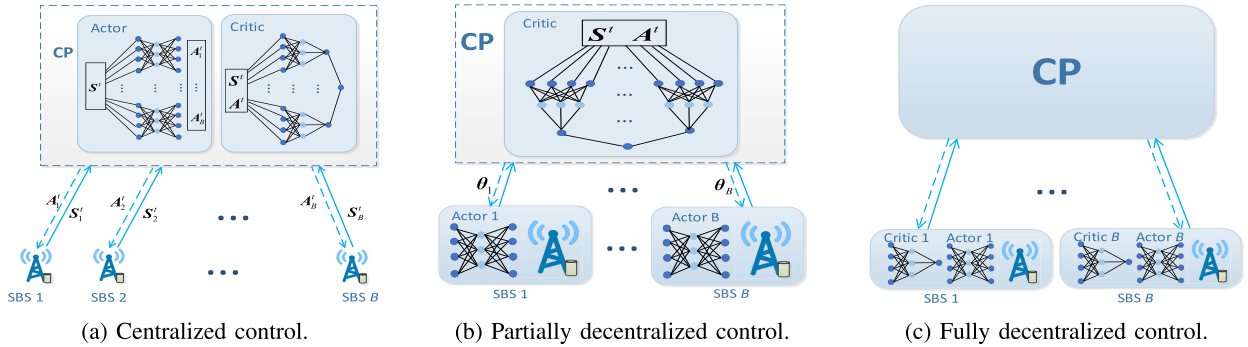 Actor
Critic
CP
S^t
A_1^t
A_B^t
S^t
A^t
A_1^t
S_1^t
A_2^t
S_2^t
A_B^t
S_B^t
SBS 1
SBS 2
SBS B
(a) Centralized control.
Critic
CP
S^t A^t
θ_1
θ_B
Actor 1
Actor B
SBS 1
SBS B
(b) Partially decentralized control.
CP
Critic 1 Actor 1
Critic B Actor B
SBS 1
SBS B
(c) Fully decentralized control.